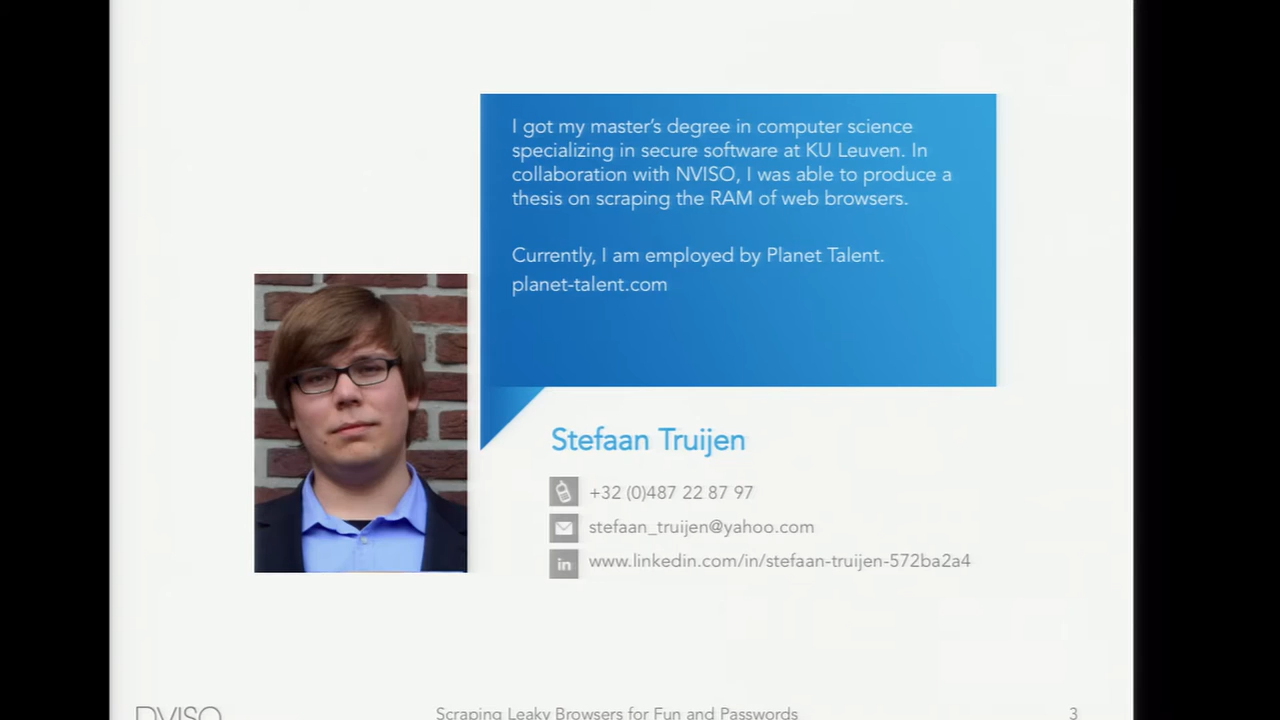 I got my master's degree in computer science
specializing in secure software at KU Leuven. In
collaboration with NVISO, I was able to produce a
thesis on scraping the RAM of web browsers.
Currently, I am employed by Planet Talent.
planet-talent.com
Stefaan Truijen
+32 (0)487 22 87 97
stefaan_truijen@yahoo.com
in
www.linkedin.com/in/stefaan-truijen-572ba2a4
Scraping Leaky Browsers for Fun and Passwords
3